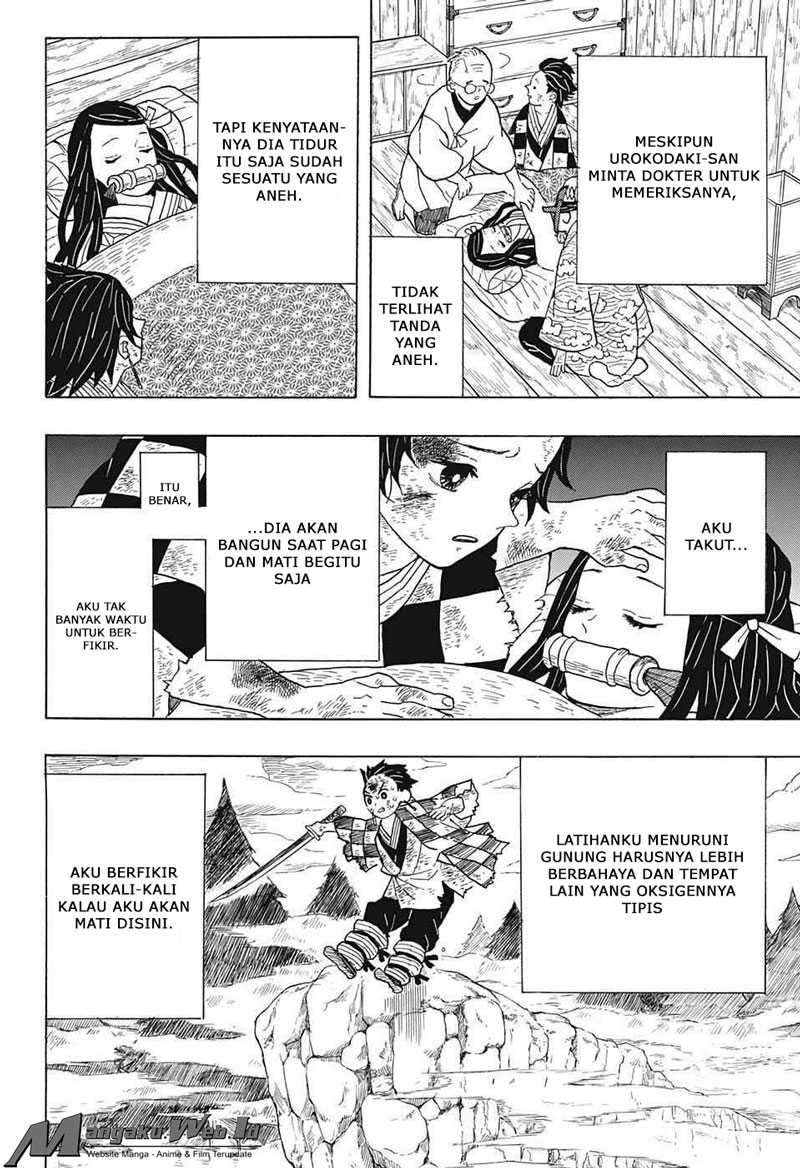 MESKIPUN
UROKODAKI-SAN
MINTA DOKTER UNTUK
MEMERIKSANYA,
TIDAK
TERLIHAT
TANDA
YANG
ANEH.
TAPI KENYATAAN-
NYA DIA TIDUR
ITU SAJA SUDAH
SESUATU YANG
ANEH.
AKU
TAKUT...
...DIA AKAN
BANGUN SAAT PAGI
DAN MATI BEGITU
SAJA
ITU
BENAR,
AKU TAK
BANYAK WAKTU
UNTUK BER-
FIKIR.
LATIHANKU MENURUNI
GUNUNG HARUSNYA LEBIH
BERBAHAYA DAN TEMPAT
LAIN YANG OKSIGENNYA
TIPIS
AKU BERFIKIR
BERKALI-KALI
KALAU AKU AKAN
MATI DISINI.
Mangaku.Web.Id
Website Manga - Anime & Film Terupdate